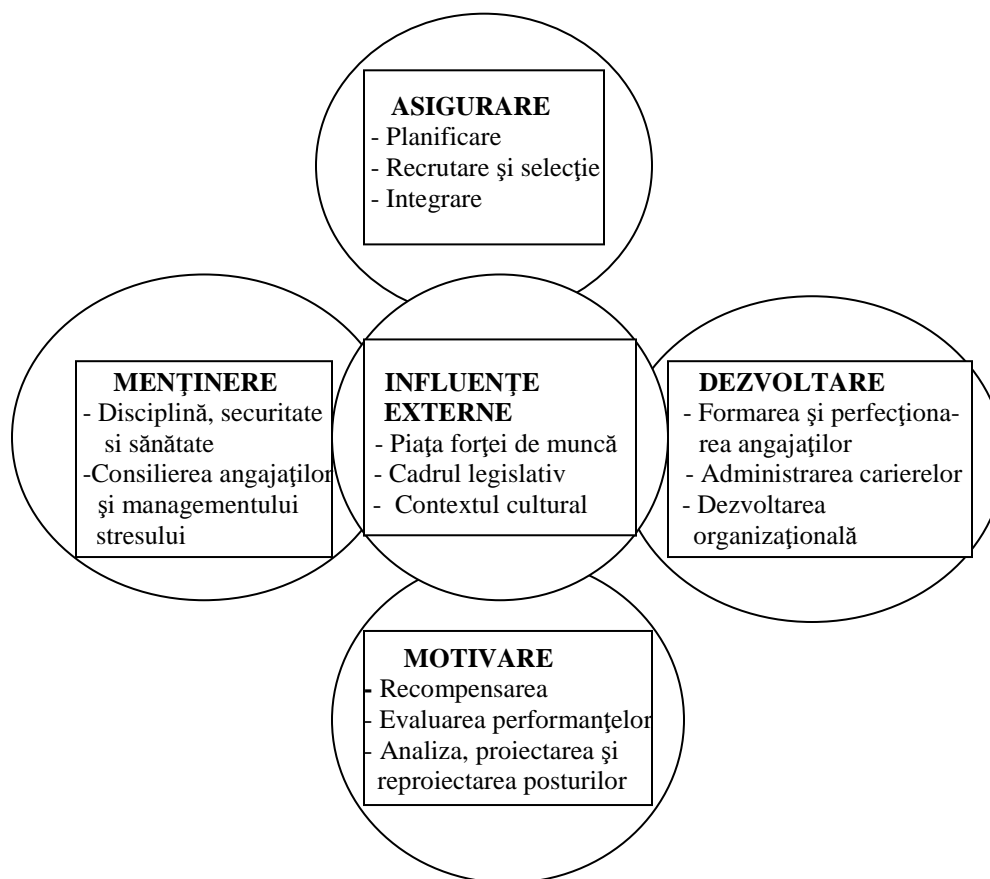 ASIGURARE
- Planificare
- Recrutare şi selecţie
- Integrare
MENŢINERE
- Disciplină, securitate
si sănătate
-Consilierea angajaţilor
şi managementului
stresului
INFLUENŢE
EXTERNE
- Piaţa forţei de muncă
- Cadrul legislativ
- Contextul cultural
DEZVOLTARE
- Formarea şi perfecţiona-
rea angajaţilor
- Administrarea carierelor
- Dezvoltarea
organizaţională
MOTIVARE
- Recompensarea
- Evaluarea performanţelor
- Analiza, proiectarea şi
reproiectarea posturilor